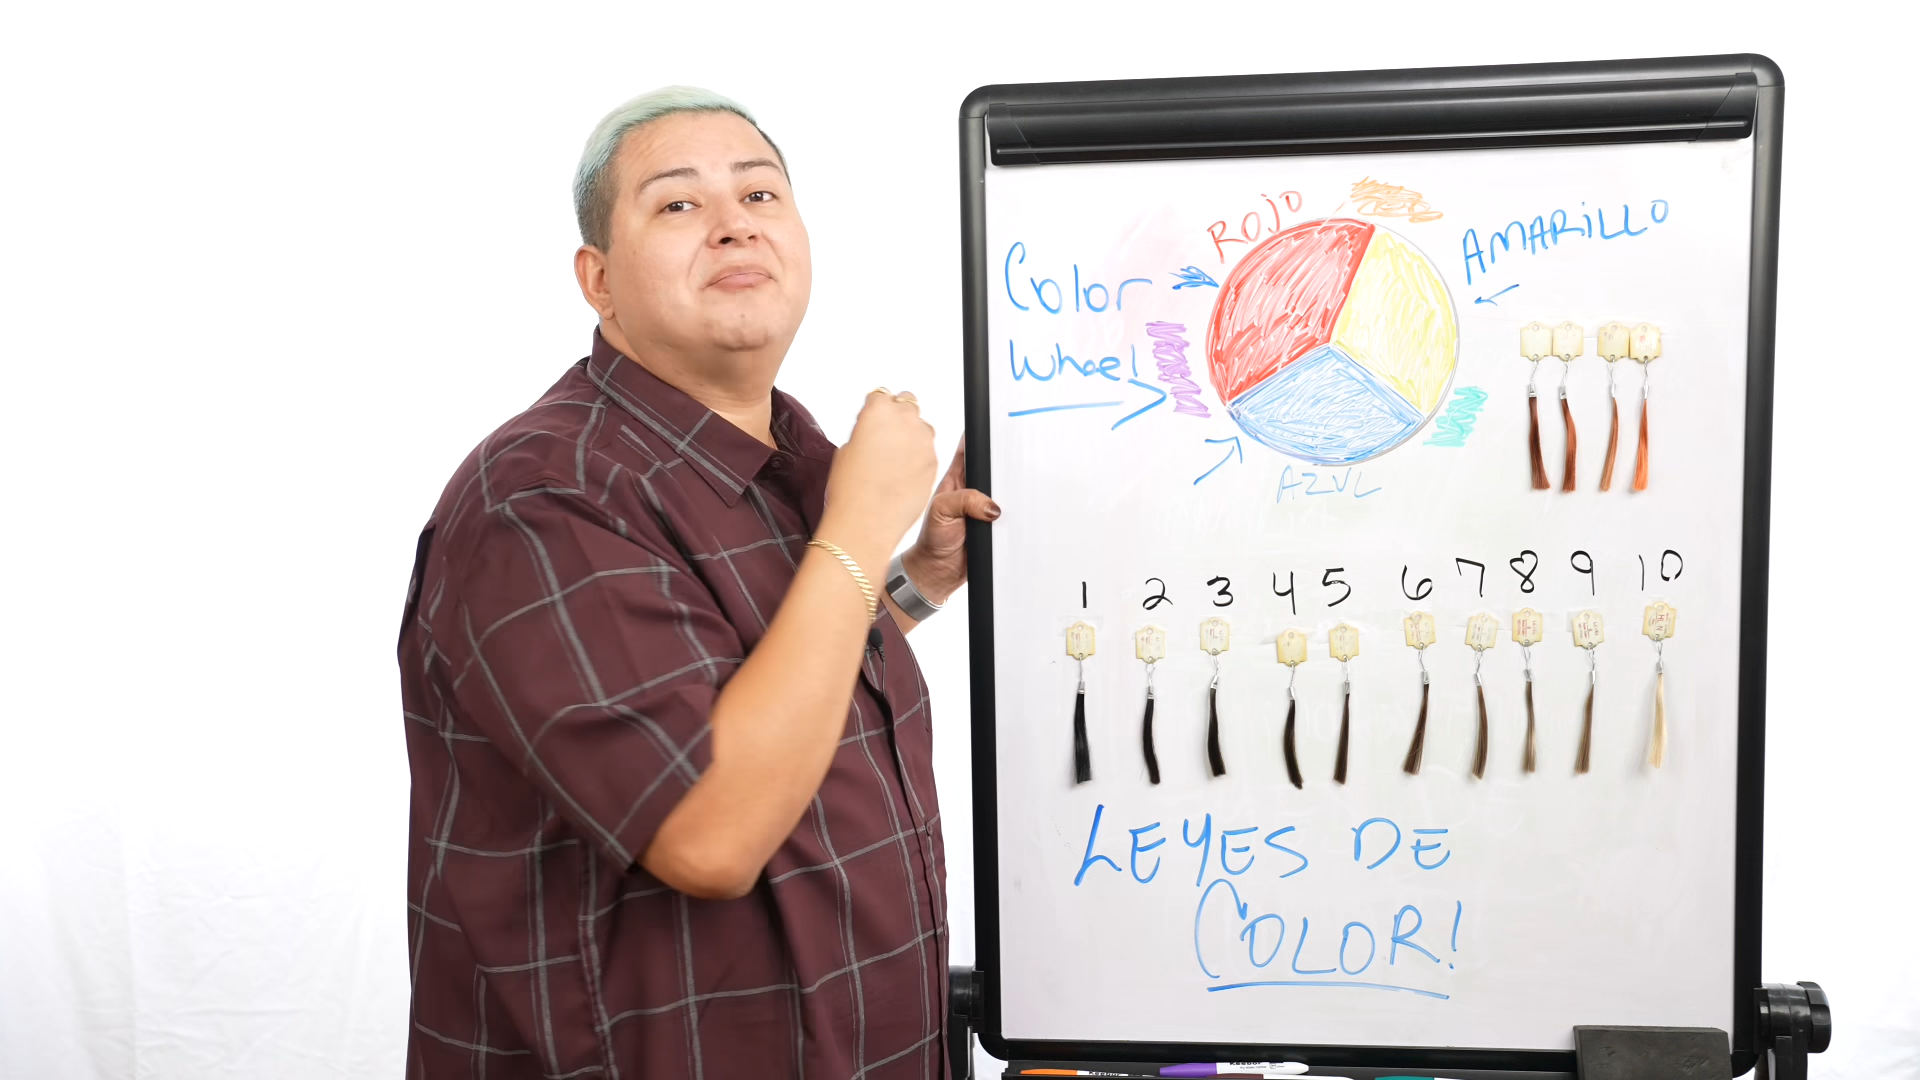 ROJO
AMARiLLO
Color
Wheel
AZUL
1 2 3 4 5 6 7 8 9 10
LEYES DE
COLOR!